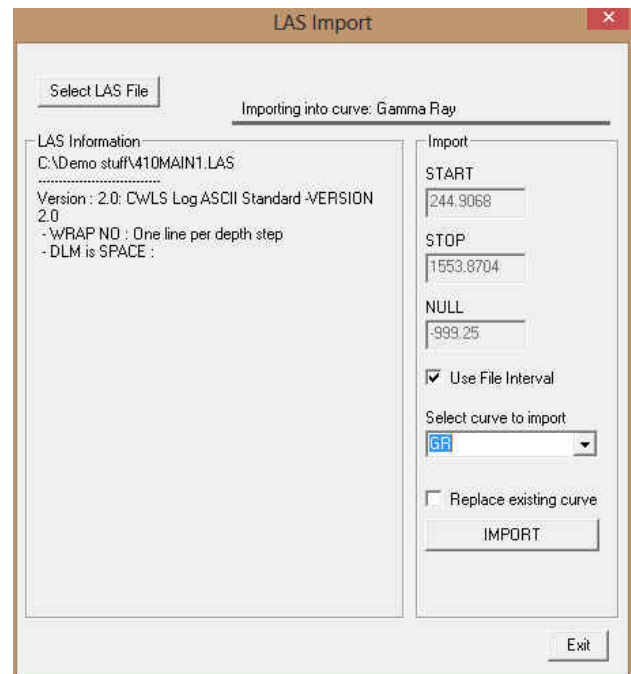 LAS Import
Select LAS File
Importing into curve: Gamma Ray
LAS Information
C:\Demo stuff\410MAIN1.LAS
----------------------------
Version : 2.0: CWLS Log ASCII Standard -VERSION
2.0
- WRAP NO : One line per depth step
- DLM is SPACE :
Import
START
244.9068
STOP
1553.8704
NULL
-999.25
Use File Interval
Select curve to import
GR
Replace existing curve
IMPORT
Exit